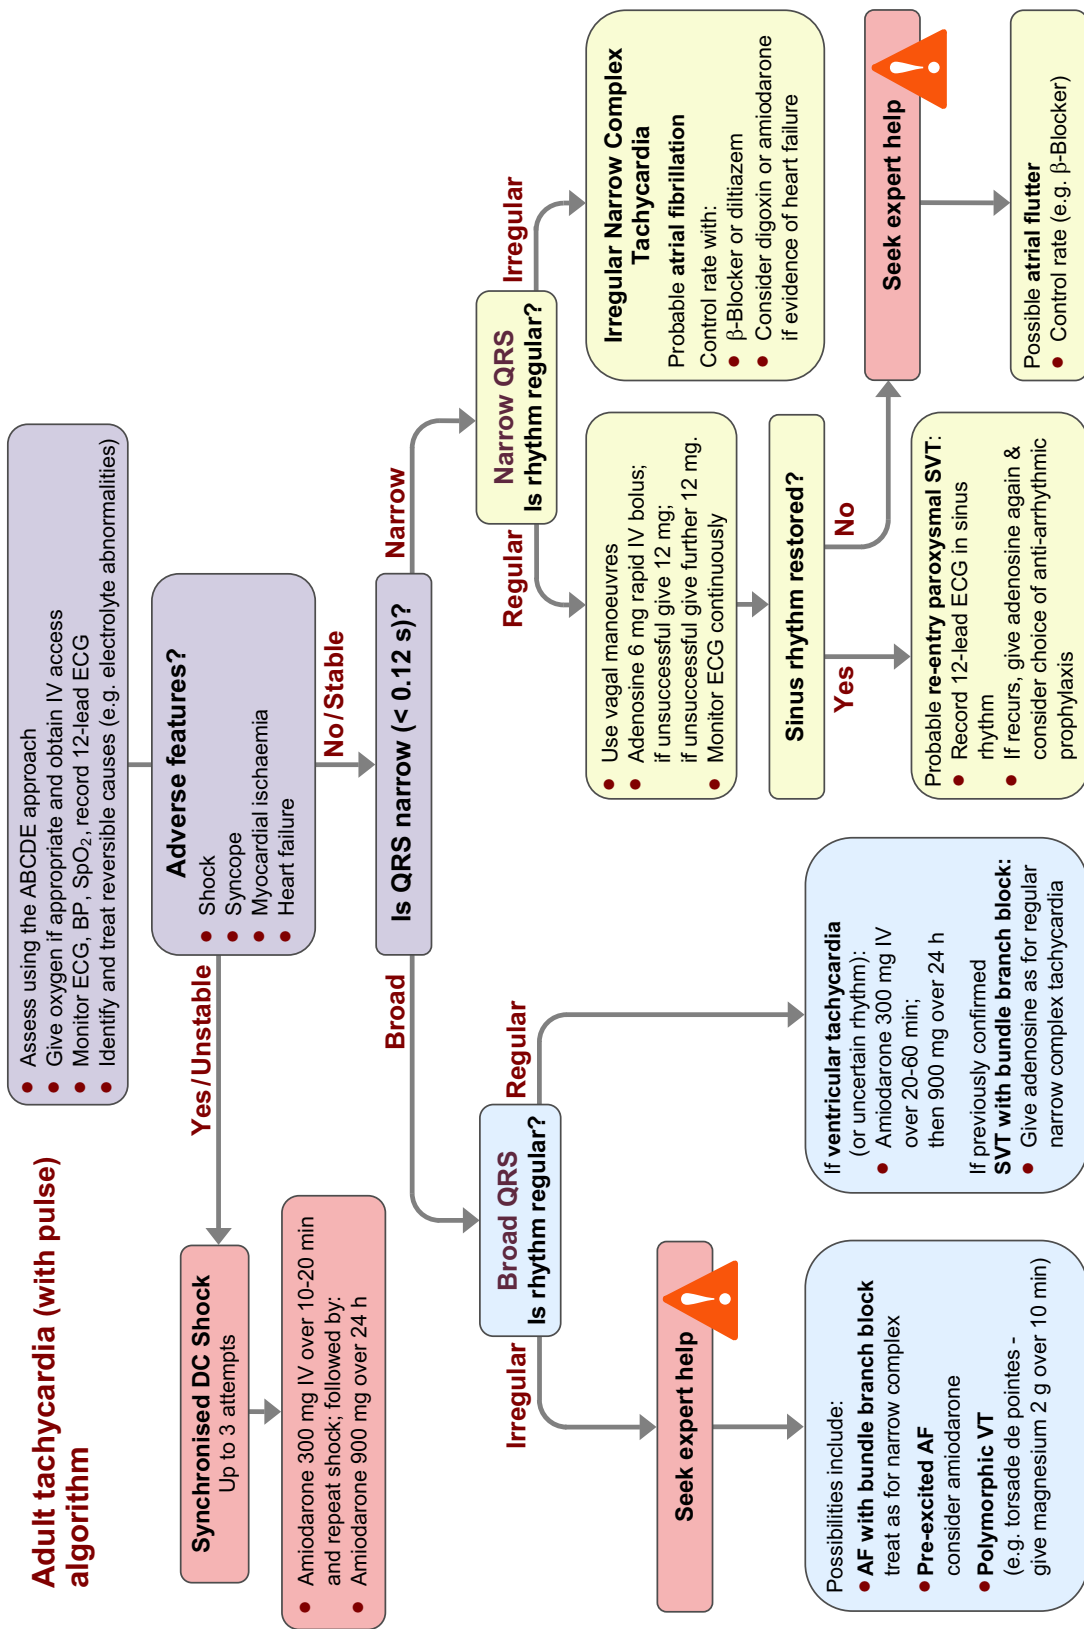 Adult tachycardia (with pulse)
algorithm
Assess using the ABCDE approach
Give oxygen if appropriate and obtain IV access
Monitor ECG, BP, SpO₂, record 12-lead ECG
Identify and treat reversible causes (e.g. electrolyte abnormalities)
Adverse features?
Shock
Syncope
Myocardial ischaemia
Heart failure
Yes/Unstable
Synchronised DC Shock
Up to 3 attempts
Amiodarone 300 mg IV over 10-20 min
and repeat shock; followed by:
Amiodarone 900 mg over 24 h
No/Stable
Is QRS narrow (< 0.12 s)?
Broad
Narrow
Broad QRS
Is rhythm regular?
Irregular
Regular
Seek expert help
Possibilities include:
AF with bundle branch block
treat as for narrow complex
Pre-excited AF
consider amiodarone
Polymorphic VT
(e.g. torsade de pointes -
give magnesium 2 g over 10 min)
If ventricular tachycardia
(or uncertain rhythm):
Amiodarone 300 mg IV
over 20-60 min;
then 900 mg over 24 h
If previously confirmed
SVT with bundle branch block:
Give adenosine as for regular
narrow complex tachycardia
Narrow QRS
Is rhythm regular?
Regular
Irregular
Use vagal manoeuvres
Adenosine 6 mg rapid IV bolus;
if unsuccessful give 12 mg;
if unsuccessful give further 12 mg.
Monitor ECG continuously
Sinus rhythm restored?
Yes
No
Probable re-entry paroxysmal SVT:
Record 12-lead ECG in sinus
rhythm
If recurs, give adenosine again &
consider choice of anti-arrhythmic
prophylaxis
Irregular Narrow Complex
Tachycardia
Probable atrial fibrillation
Control rate with:
β-Blocker or diltiazem
Consider digoxin or amiodarone
if evidence of heart failure
Seek expert help
Possible atrial flutter
Control rate (e.g. β-Blocker)